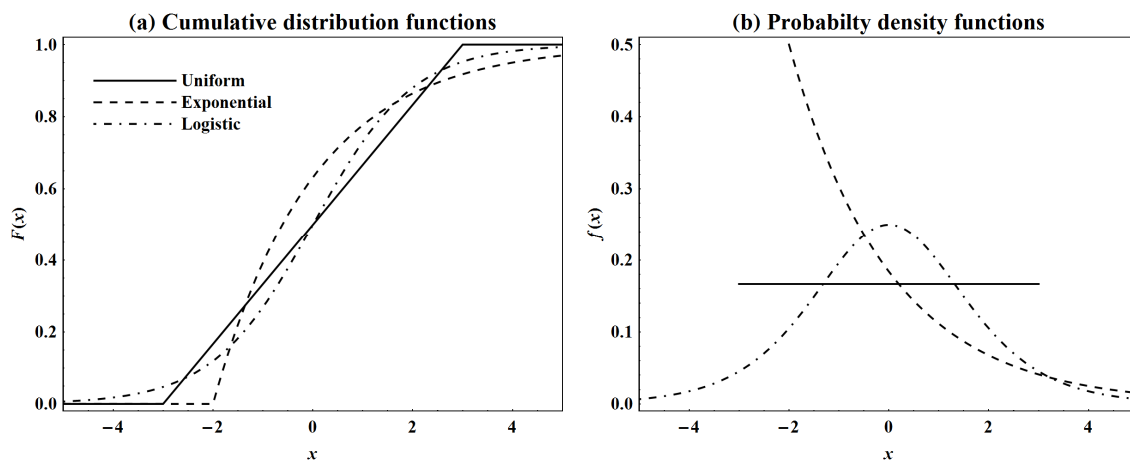 (a) Cumulative distribution functions
1.0
0.8
0.6
0.4
0.2
0.0
F(x)
Uniform
Exponential
Logistic
−4 −2 0 2 4
x
(b) Probabilty density functions
0.5
0.4
0.3
0.2
0.1
0.0
f(x)
−4 −2 0 2 4
x